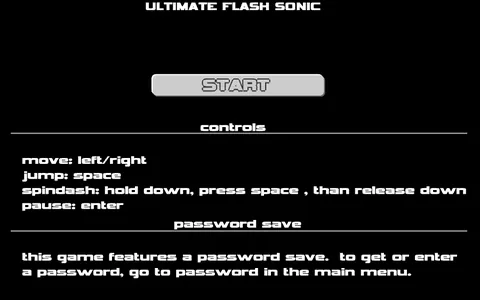 ULTIMATE FLASH SONIC
START
controls
move: left/right
jump: space
spindash: hold down, press space , than release down
pause: enter
password save
this game features a password save.  to get or enter
a password, go to password in the main menu.